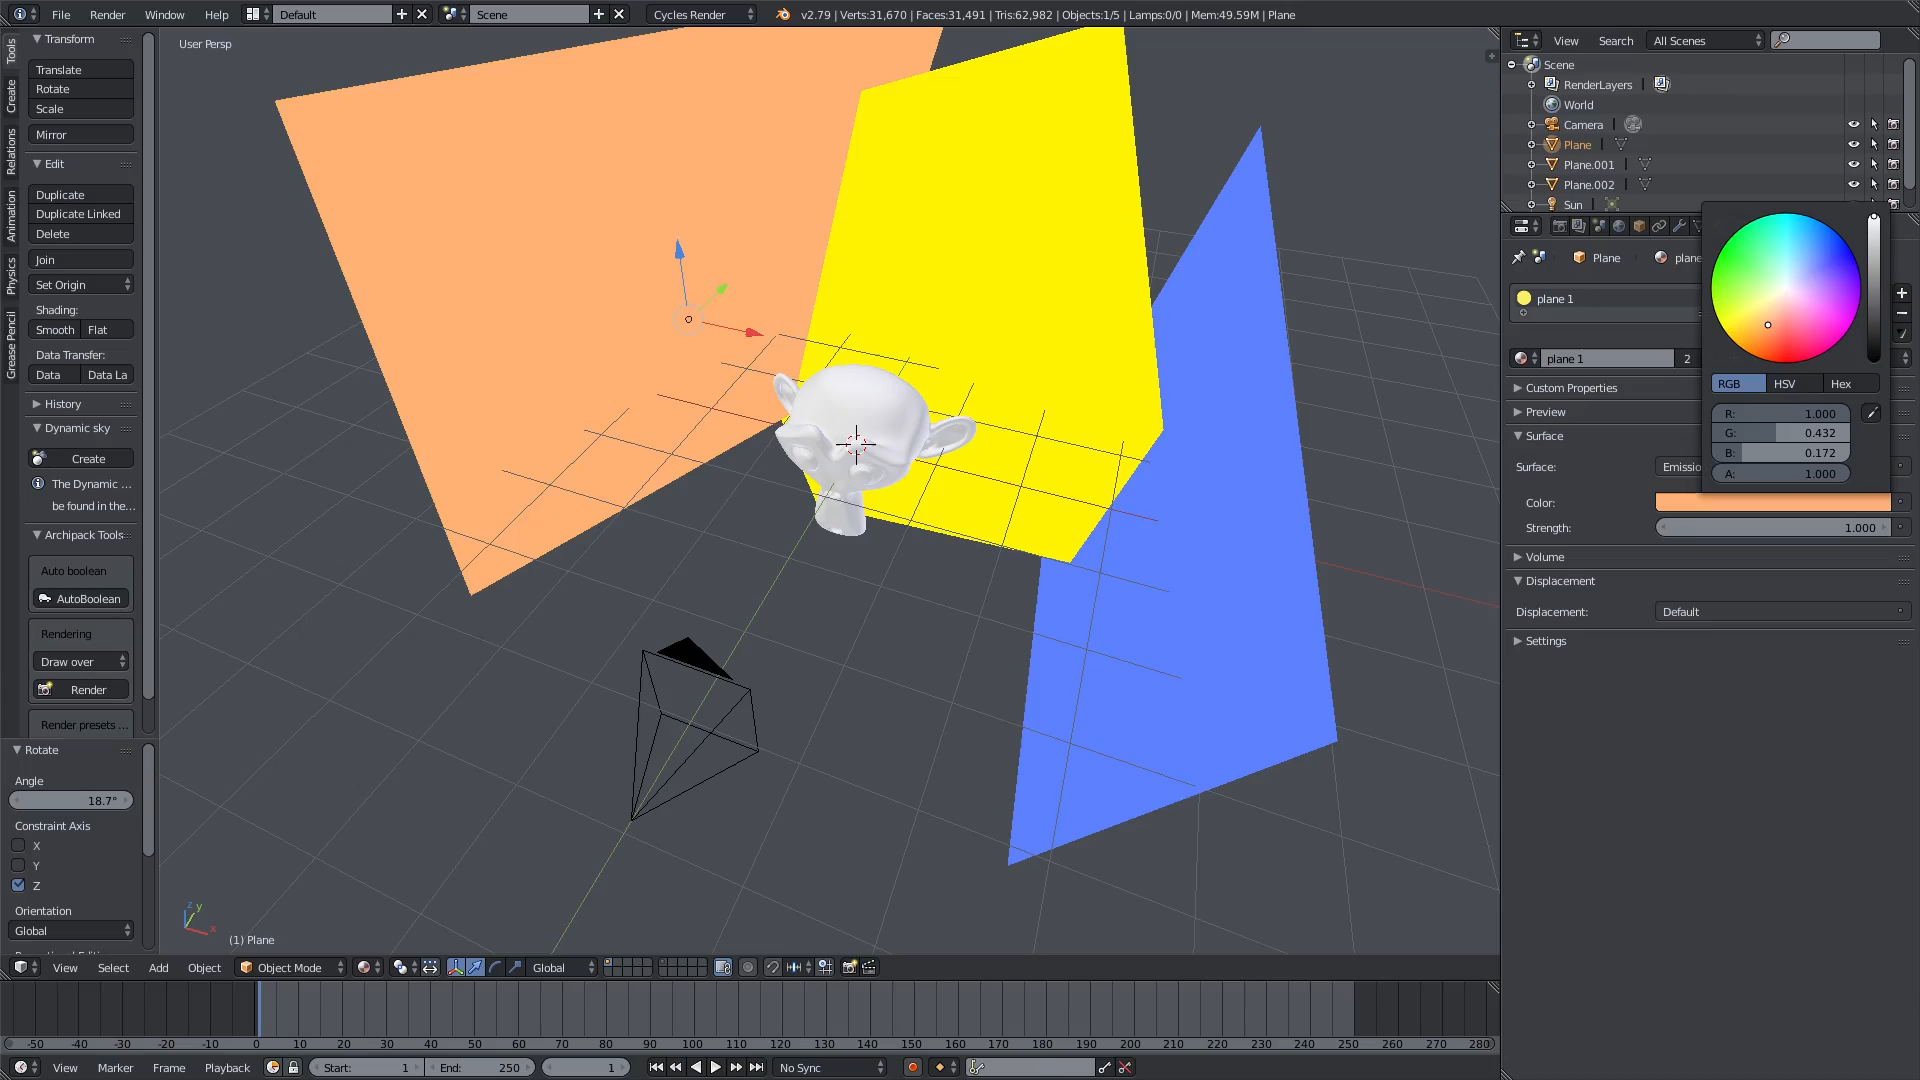 File Render Window Help Default Scene Cycles Render v2.79 | Verts:31,670 | Faces:31,491 | Tris:62,982 | Objects:1/5 | Lamps:0/0 | Mem:49.59M | Plane
Tools
Create
Relations
Animation
Physics
Grease Pencil
Transform
Translate
Rotate
Scale
Mirror
Edit
Duplicate
Duplicate Linked
Delete
Join
Set Origin
Shading:
Smooth Flat
Data Transfer:
Data Data La
History
Dynamic sky
Create
The Dynamic ...
be found in the...
Archipack Tools
Auto boolean
AutoBoolean
Rendering
Draw over
Render
Render presets ...
Rotate
Angle
18.7°
Constraint Axis
X
Y
Z
Orientation
Global
User Persp
z
y
x
(1) Plane
View Search All Scenes
Scene
RenderLayers |
World
Camera |
Plane |
Plane.001 |
Plane.002 |
Sun |
Plane plane
plane 1
plane 1 2
RGB HSV Hex
R: 1.000
G: 0.432
B: 0.172
A: 1.000
Custom Properties
Preview
Surface
Surface: Emissio
Color:
Strength: 1.000
Volume
Displacement
Displacement: Default
Settings
View Select Add Object Object Mode Global
-50 -40 -30 -20 -10 0 10 20 30 40 50 60 70 80 90 100 110 120 130 140 150 160 170 180 190 200 210 220 230 240 250 260 270 280
View Marker Frame Playback Start: 1 End: 250 1 No Sync